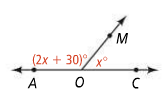 M
(2x + 30)° x°
A O C